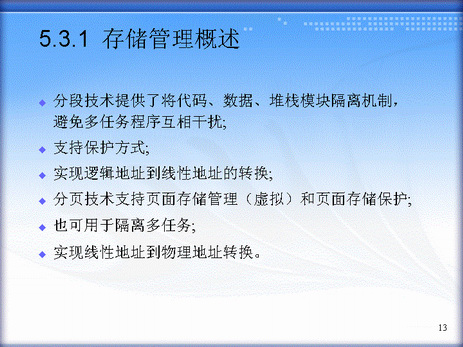 5.3.1 存储管理概述
分段技术提供了将代码、数据、堆栈模块隔离机制，
避免多任务程序互相干扰;
支持保护方式;
实现逻辑地址到线性地址的转换;
分页技术支持页面存储管理（虚拟）和页面存储保护;
也可用于隔离多任务;
实现线性地址到物理地址转换。
13